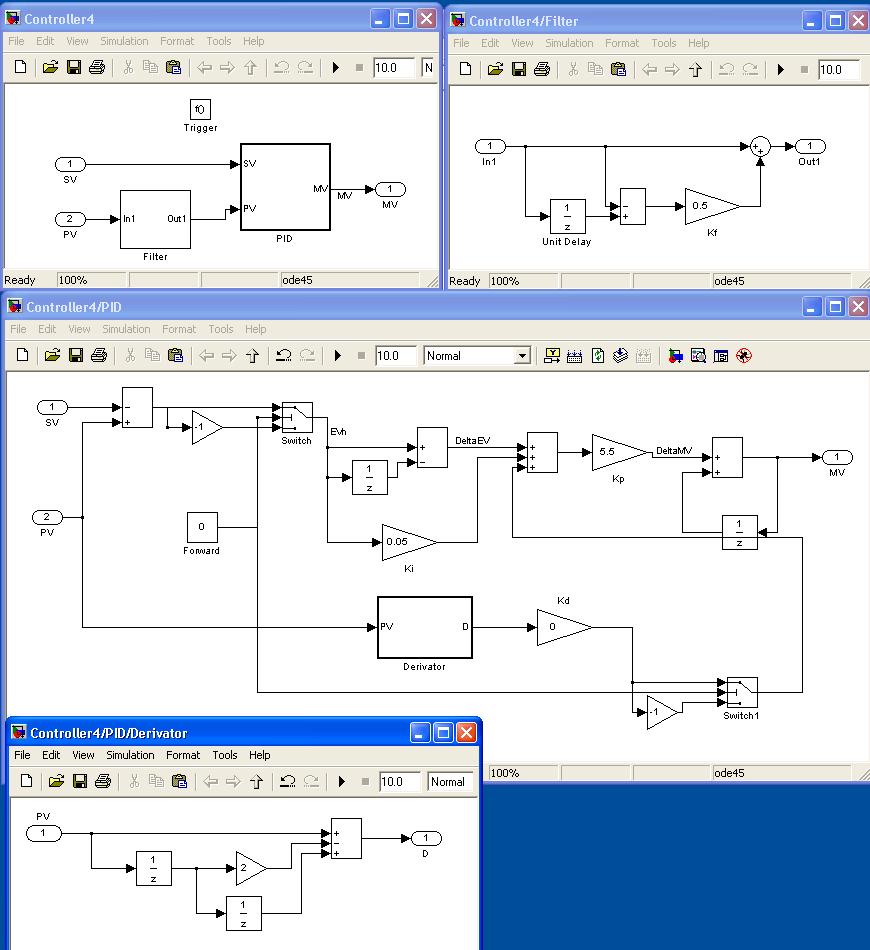 Controller4
File Edit View Simulation Format Tools Help
10.0 N
f()
Trigger
1
SV
SV
MV
MV
1
MV
2
PV
In1 Out1
PV
PID
Filter
Ready 100% ode45
Controller4/Filter
File Edit View Simulation Format Tools Help
10.0
1
In1
+
+
1
Out1
1
z
Unit Delay
−
+
0.5
Kf
Ready 100% ode45
Controller4/PID
File Edit View Simulation Format Tools Help
10.0 Normal
1
SV
−
+
-1
Switch
EVh
1
z
+
−
DeltaEV
+
+
+
5.5
Kp
DeltaMV
+
+
1
MV
1
z
2
PV
0
Forward
0.05
Ki
PV D
Derivator
Kd
0
-1
Switch1
100% ode45
Controller4/PID/Derivator
File Edit View Simulation Format Tools Help
10.0 Normal
PV
1
1
z
2
1
z
+
−
+
1
D